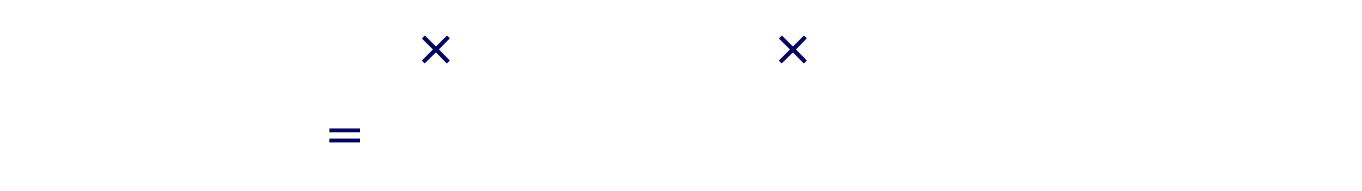 × ×
=